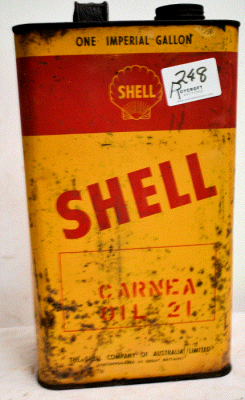 ONE IMPERIAL GALLON
SHELL
248
SHELL
CARNEA
OIL 21
THE SHELL COMPANY OF AUSTRALIA LIMITED